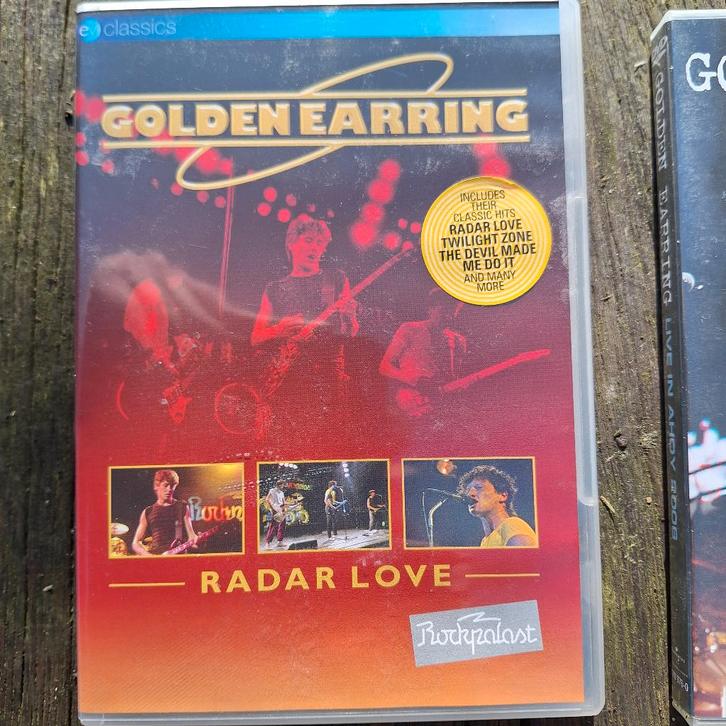 ev classics
GOLDEN EARRING
INCLUDES
THEIR
CLASSIC HITS
RADAR LOVE
TWILIGHT ZONE
THE DEVIL MADE
ME DO IT
AND MANY
MORE
RADAR LOVE
Rockpalast
GO
GOLDEN EARRING LIVE IN AHOY 2006